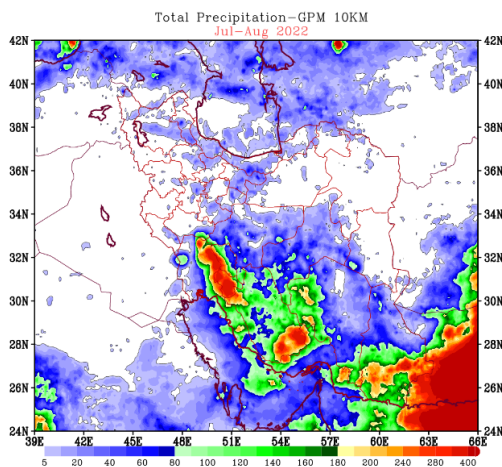 Total Precipitation-GPM 10KM
Jul-Aug 2022
42N 42N
40N 40N
38N 38N
36N 36N
34N 34N
32N 32N
30N 30N
28N 28N
26N 26N
24N 24N
39E 42E 45E 48E 51E 54E 57E 60E 63E 66E
5 20 40 60 80 100 120 140 160 180 200 240 280 400